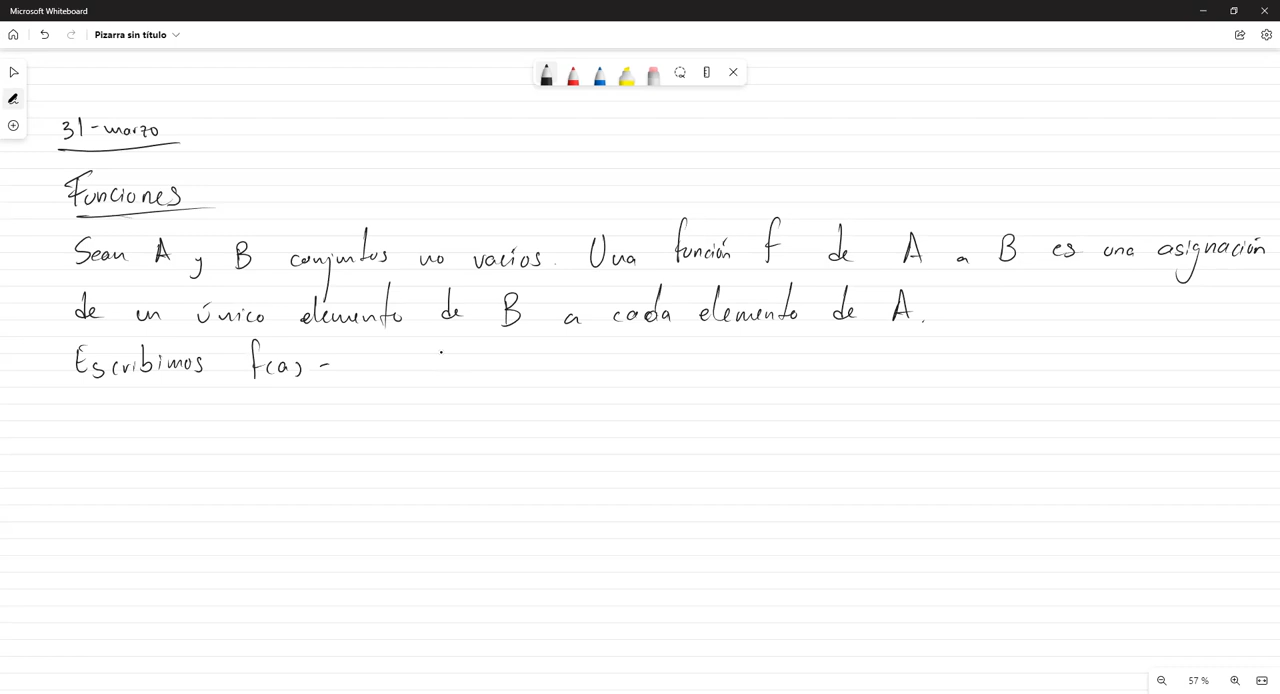 Microsoft Whiteboard
Pizarra sin título
31-marzo
Funciones
Sean A y B conjuntos no vacios. Una función f de A a B es una asignación
de un único elemento de B a cada elemento de A.
Escribimos f(a) -
57 %